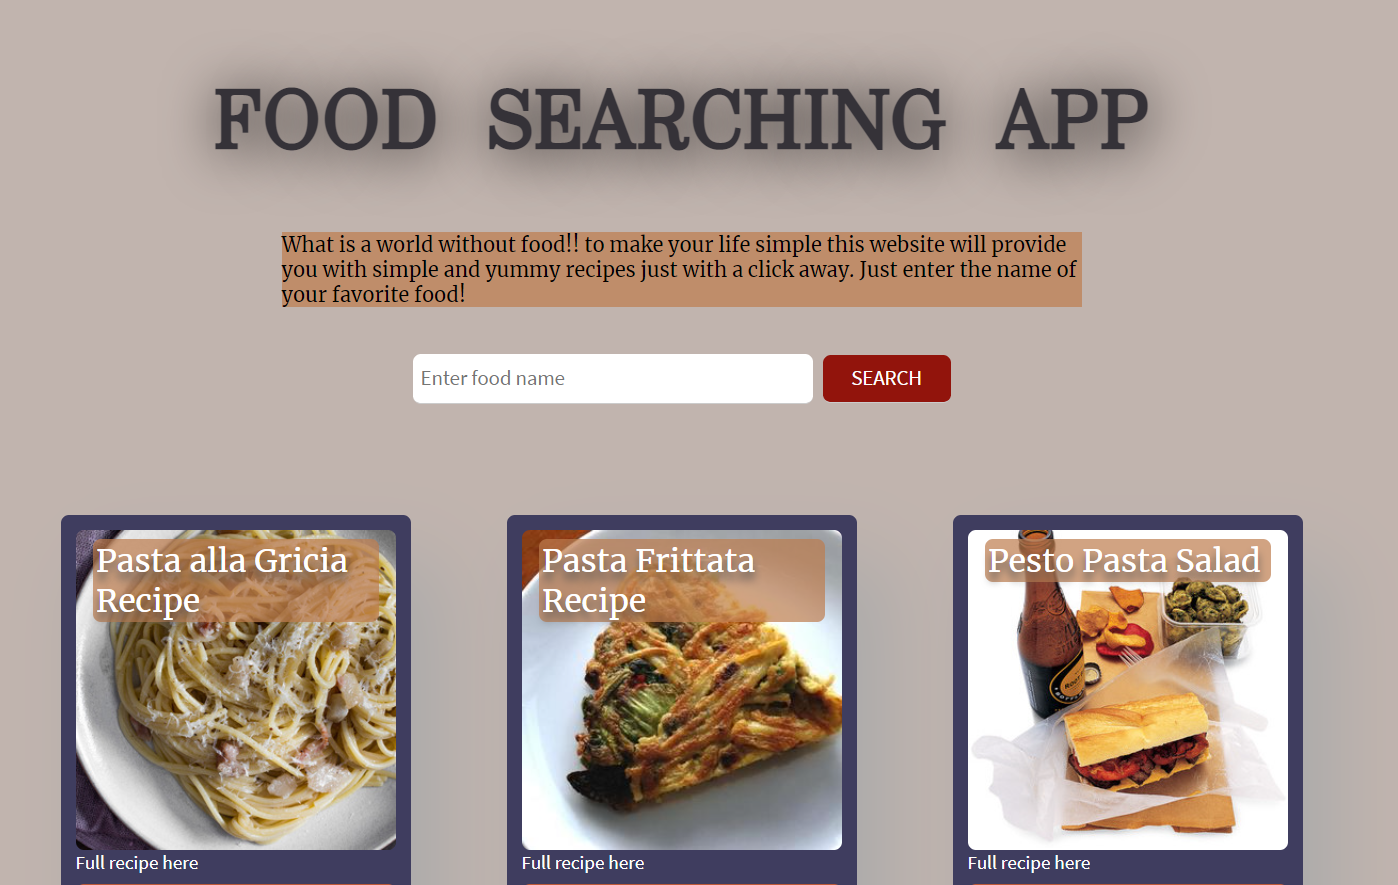 FOOD SEARCHING APP
What is a world without food!! to make your life simple this website will provide
you with simple and yummy recipes just with a click away. Just enter the name of
your favorite food!
Enter food name
SEARCH
Pasta alla Gricia
Recipe
Pasta Frittata
Recipe
Pesto Pasta Salad
Full recipe here
Full recipe here
Full recipe here